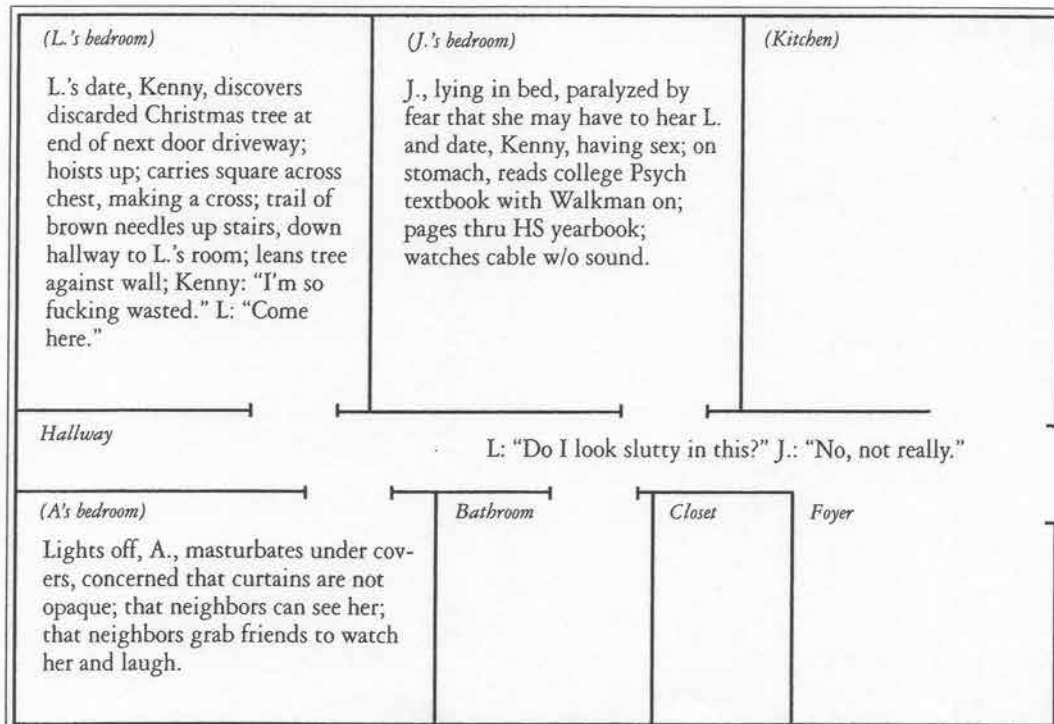 (L.'s bedroom)
L.'s date, Kenny, discovers
discarded Christmas tree at
end of next door driveway;
hoists up; carries square across
chest, making a cross; trail of
brown needles up stairs, down
hallway to L.'s room; leans tree
against wall; Kenny: “I'm so
fucking wasted.” L: “Come
here.”
(J.'s bedroom)
J., lying in bed, paralyzed by
fear that she may have to hear L.
and date, Kenny, having sex; on
stomach, reads college Psych
textbook with Walkman on;
pages thru HS yearbook;
watches cable w/o sound.
(Kitchen)
Hallway
L: “Do I look slutty in this?” J.: “No, not really.”
(A's bedroom)
Lights off, A., masturbates under cov-
ers, concerned that curtains are not
opaque; that neighbors can see her;
that neighbors grab friends to watch
her and laugh.
Bathroom
Closet
Foyer